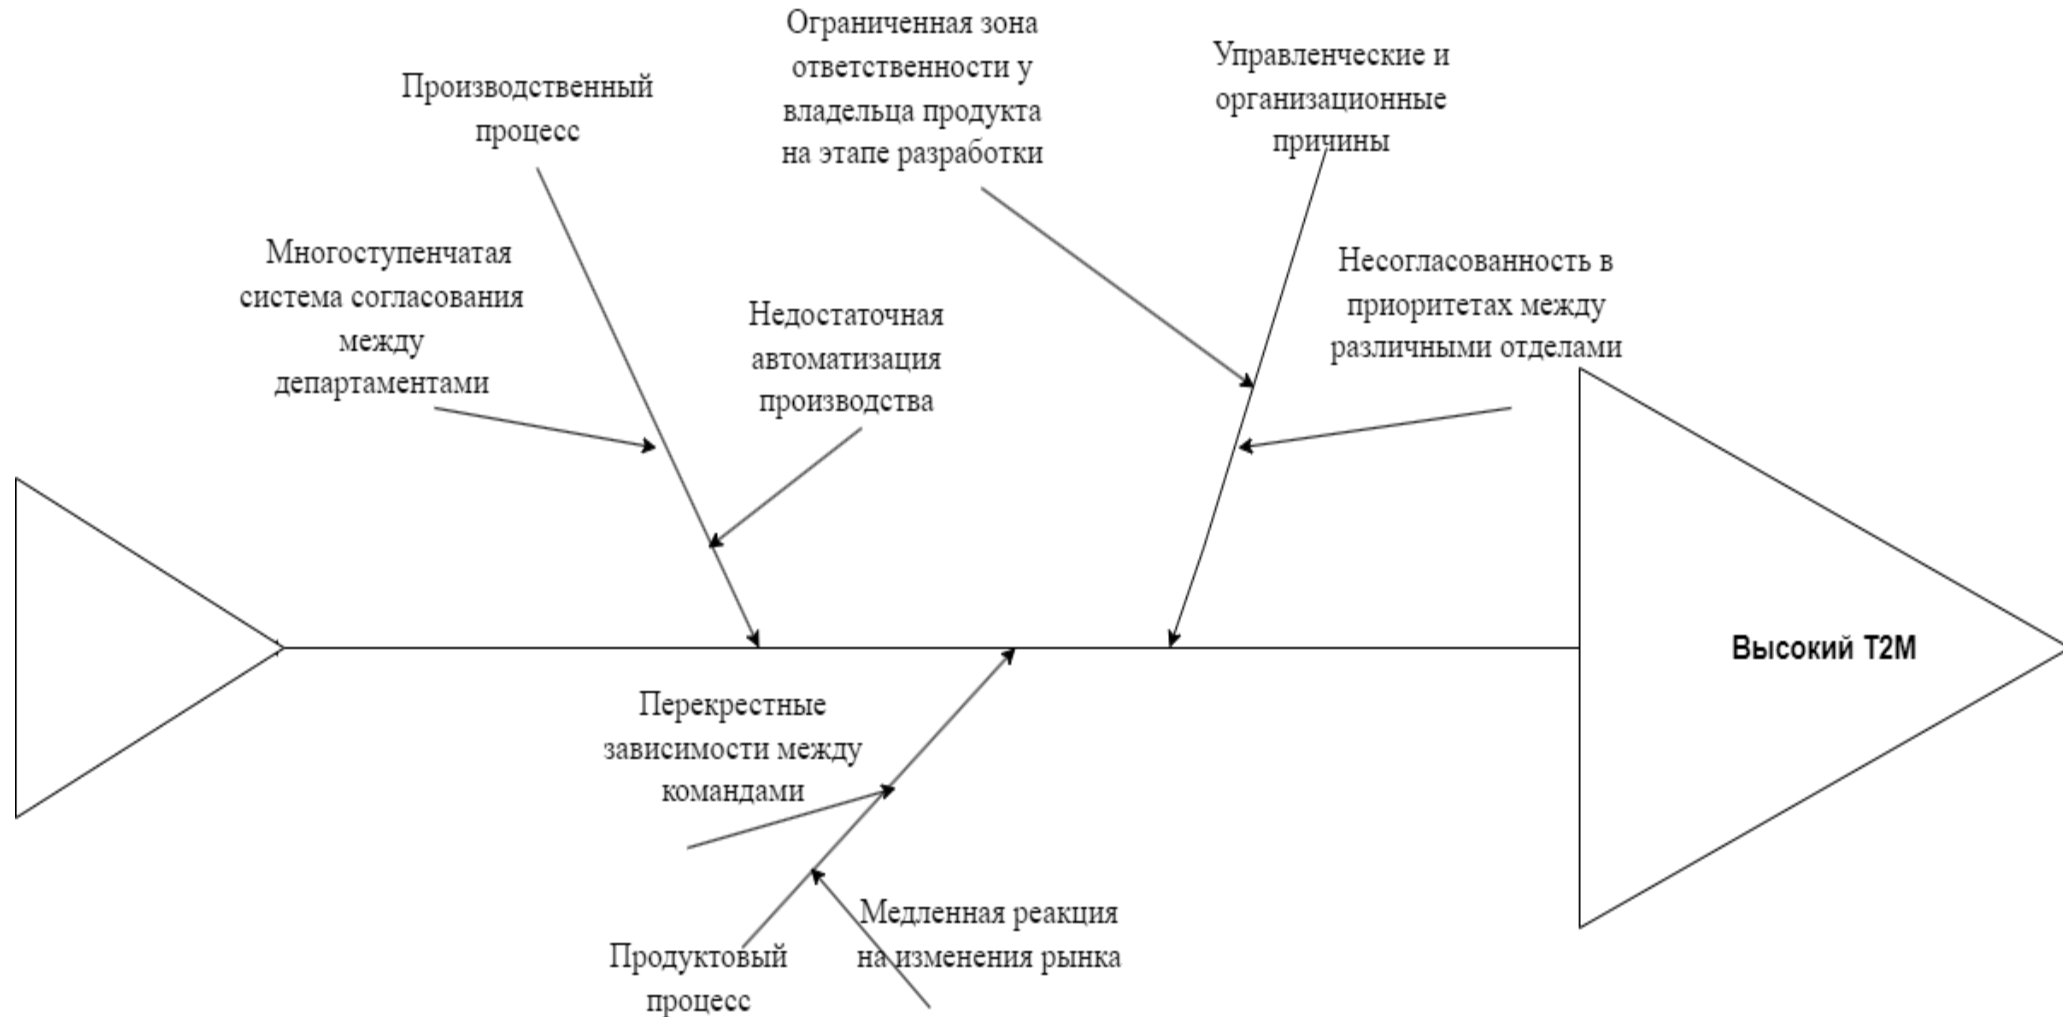 Ограниченная зона
ответственности у
владельца продукта
на этапе разработки
Управленческие и
организационные
причины
Производственный
процесс
Многоступенчатая
система согласования
между
департаментами
Недостаточная
автоматизация
производства
Несогласованность в
приоритетах между
различными отделами
Высокий T2M
Перекрестные
зависимости между
командами
Медленная реакция
на изменения рынка
Продуктовый
процесс